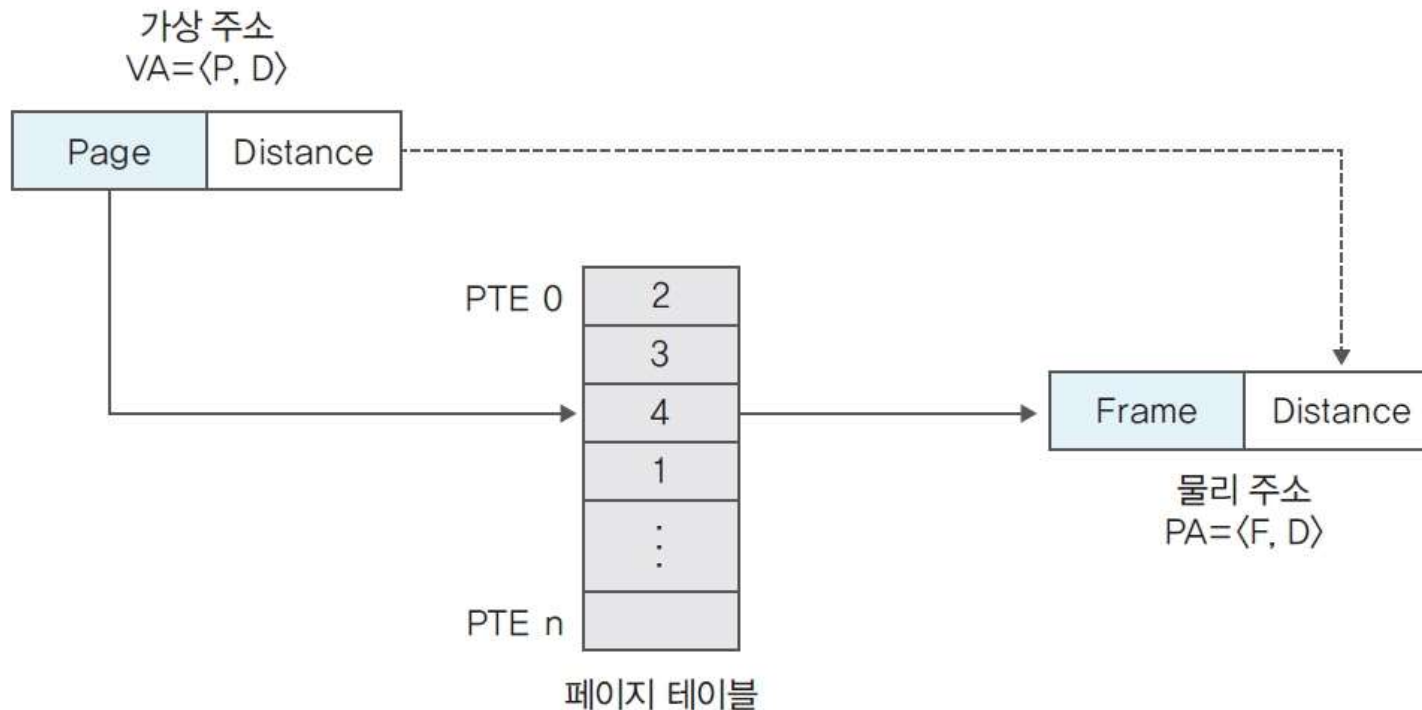 가상 주소
VA=⟨P, D⟩
Page
Distance
PTE 0
2
3
4
1
⋮
PTE n
페이지 테이블
Frame
Distance
물리 주소
PA=⟨F, D⟩